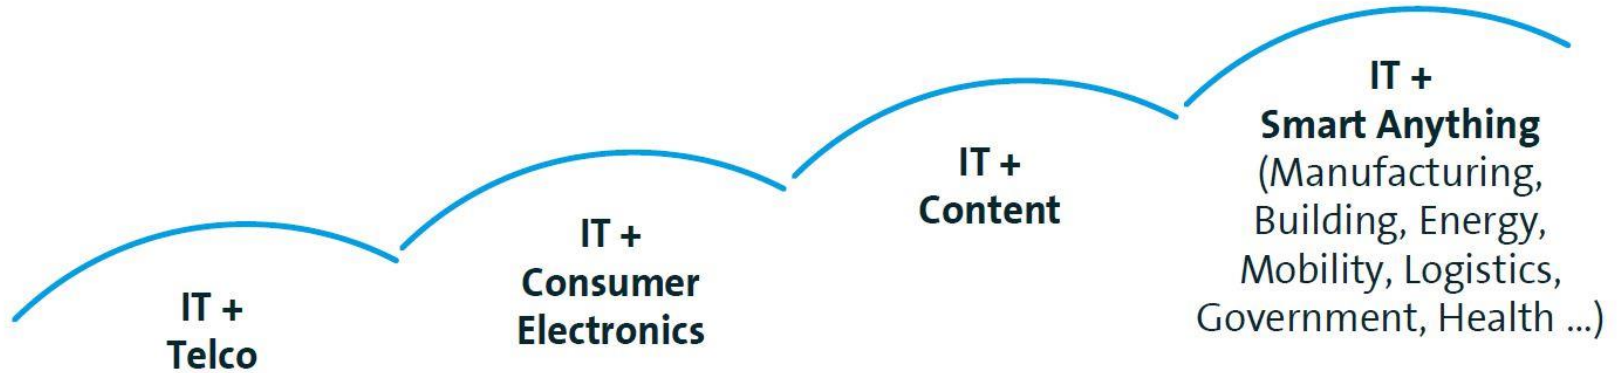 IT +
Telco
IT +
Consumer
Electronics
IT +
Content
IT +
Smart Anything
(Manufacturing,
Building, Energy,
Mobility, Logistics,
Government, Health ...)